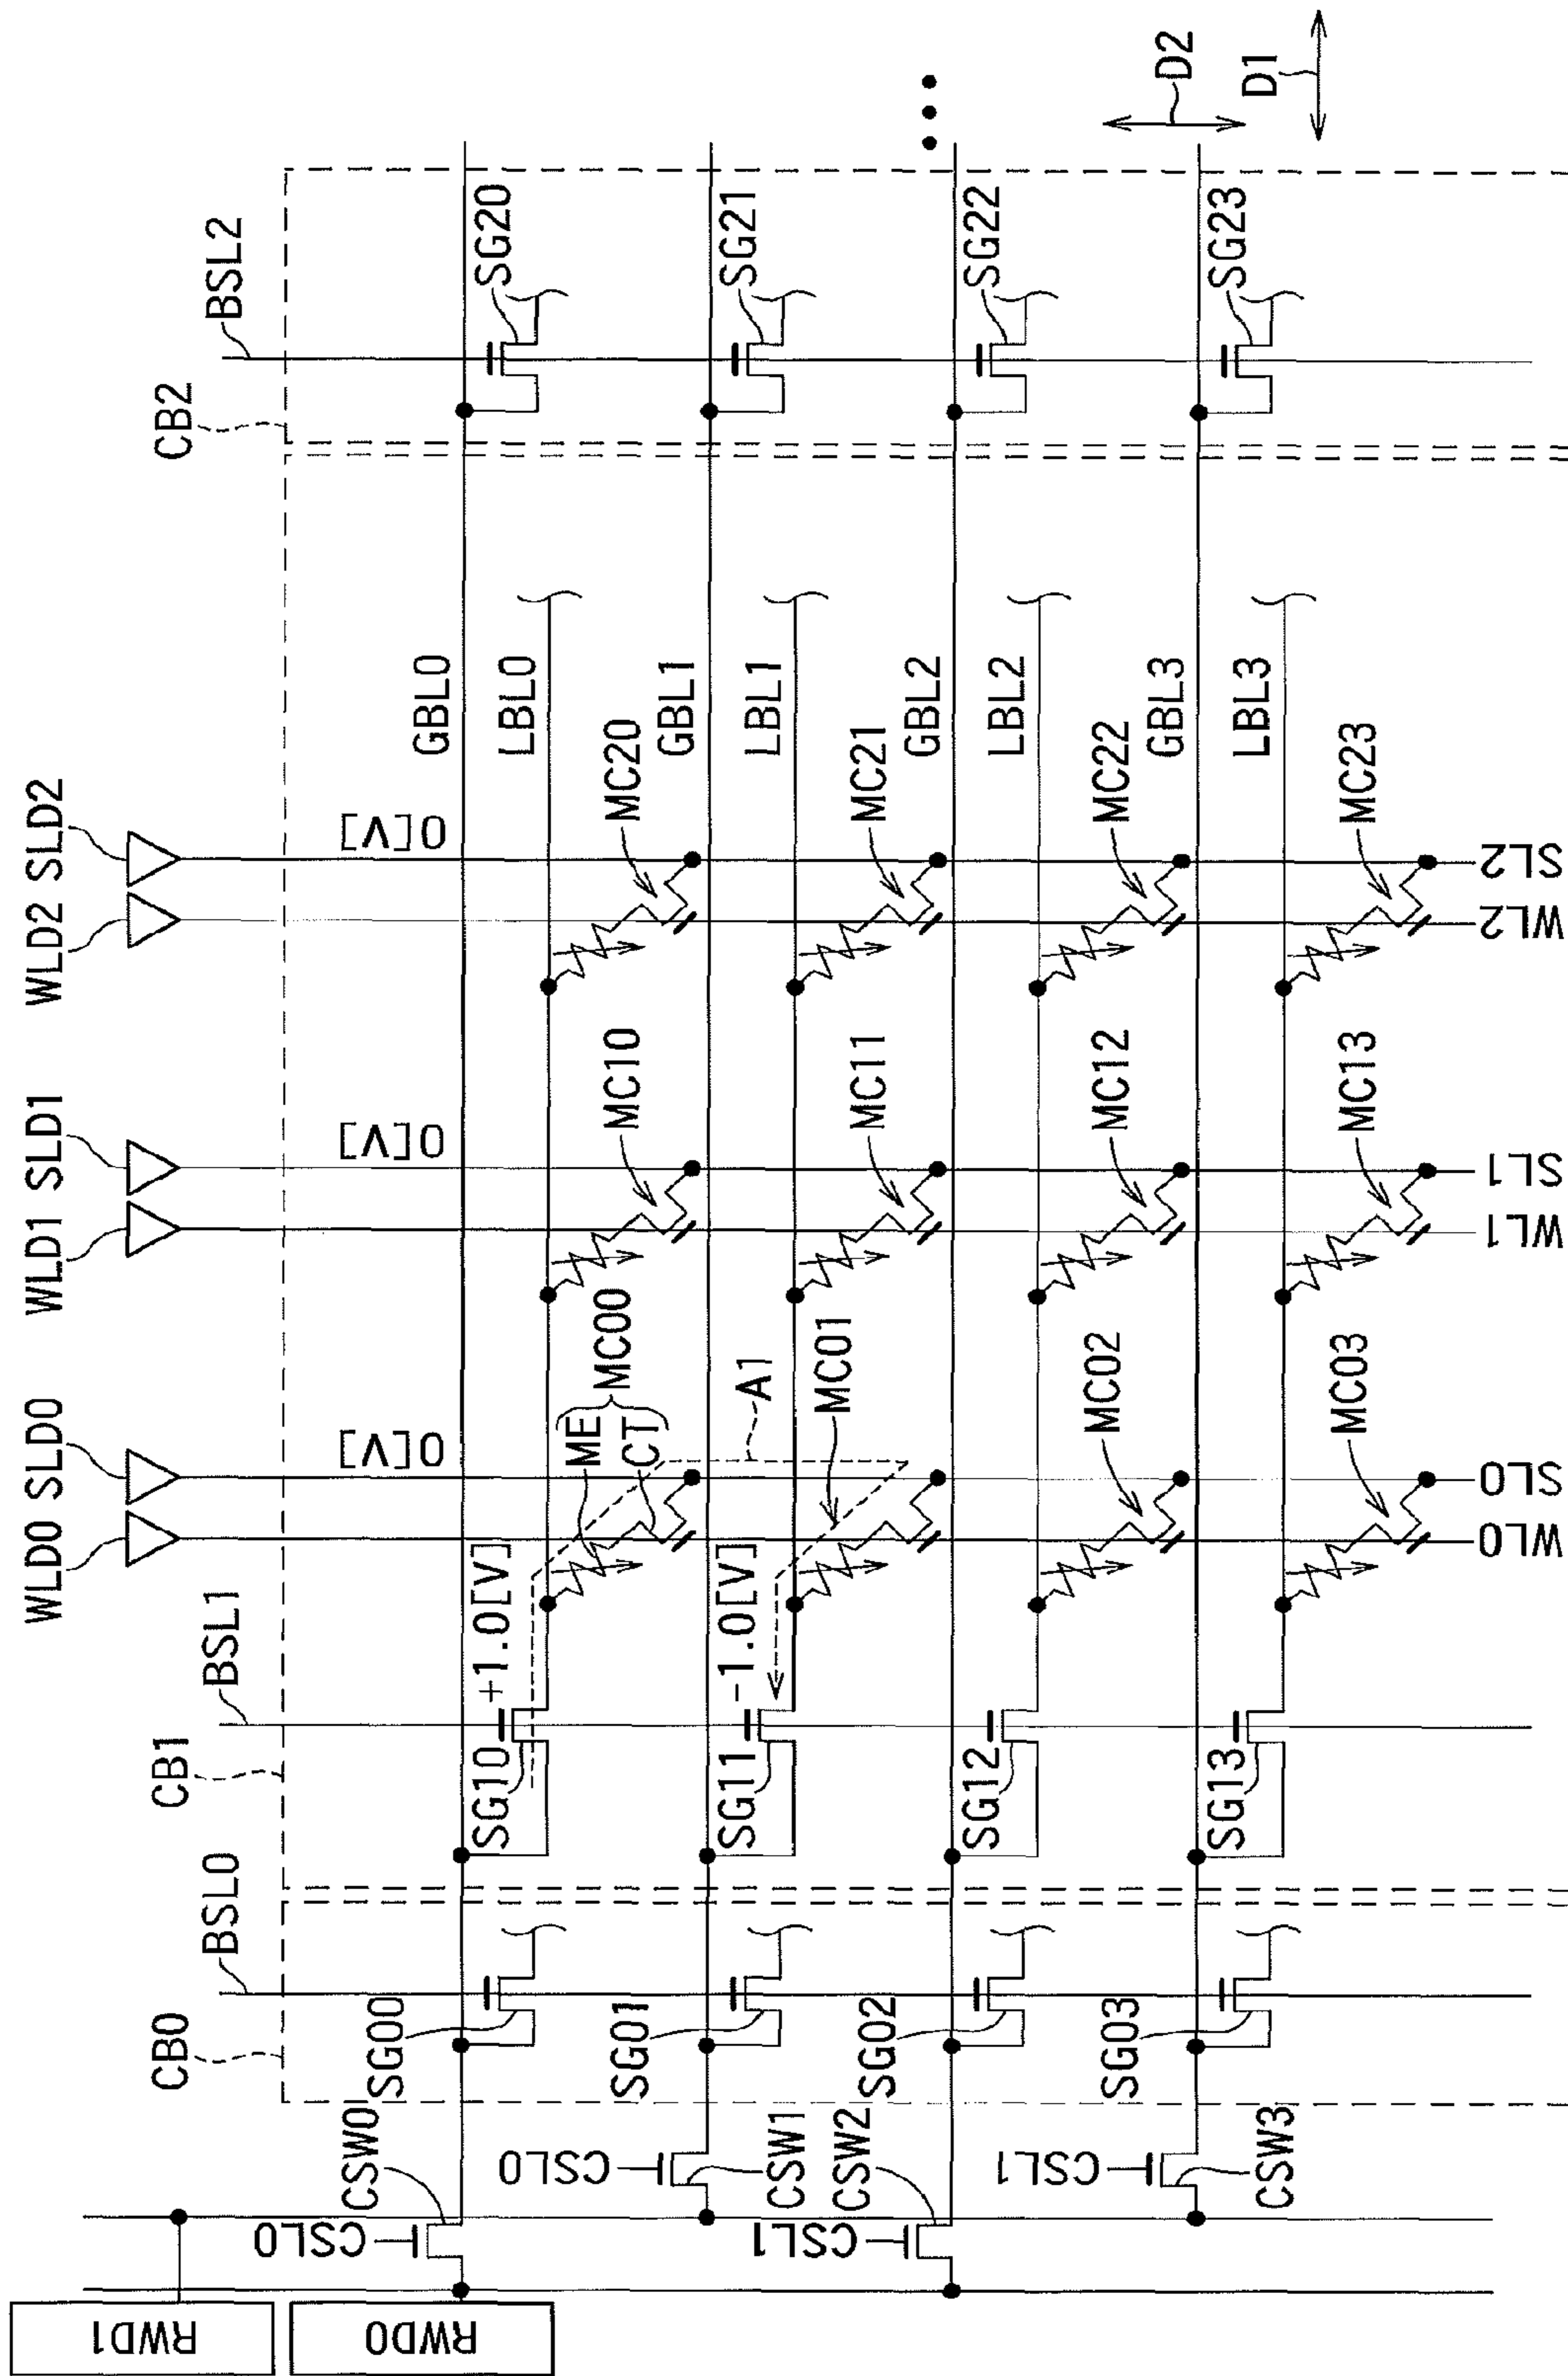 WLD0
SLD0
WLD1
SLD1
WLD2
SLD2
CB0
BSL0
CB1
BSL1
CB2
BSL2
0[V]
0[V]
0[V]
RWD1
RWD0
CSL0
CSW0
SG00
SG10
+1.0[V]
GBL0
SG20
LBL0
ME
CT
MC00
MC10
MC20
CSL0
CSW1
SG01
SG11
-1.0[V]
GBL1
SG21
LBL1
A1
MC01
MC11
MC21
CSL1
CSW2
SG02
SG12
GBL2
SG22
LBL2
MC02
MC12
MC22
CSL1
CSW3
SG03
SG13
GBL3
SG23
LBL3
MC03
MC13
MC23
WL0
SL0
WL1
SL1
WL2
SL2
D2
D1